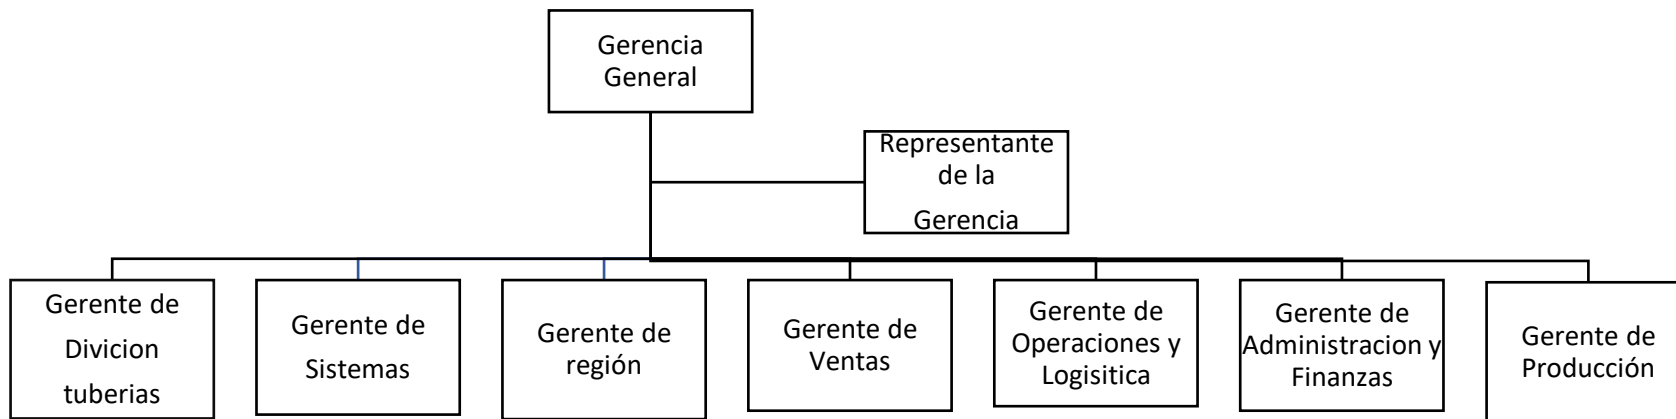 Gerencia
General
Representante
de la
Gerencia
Gerente de
Divicion
tuberias
Gerente de
Sistemas
Gerente de
región
Gerente de
Ventas
Gerente de
Operaciones y
Logisitica
Gerente de
Administracion y
Finanzas
Gerente de
Producción